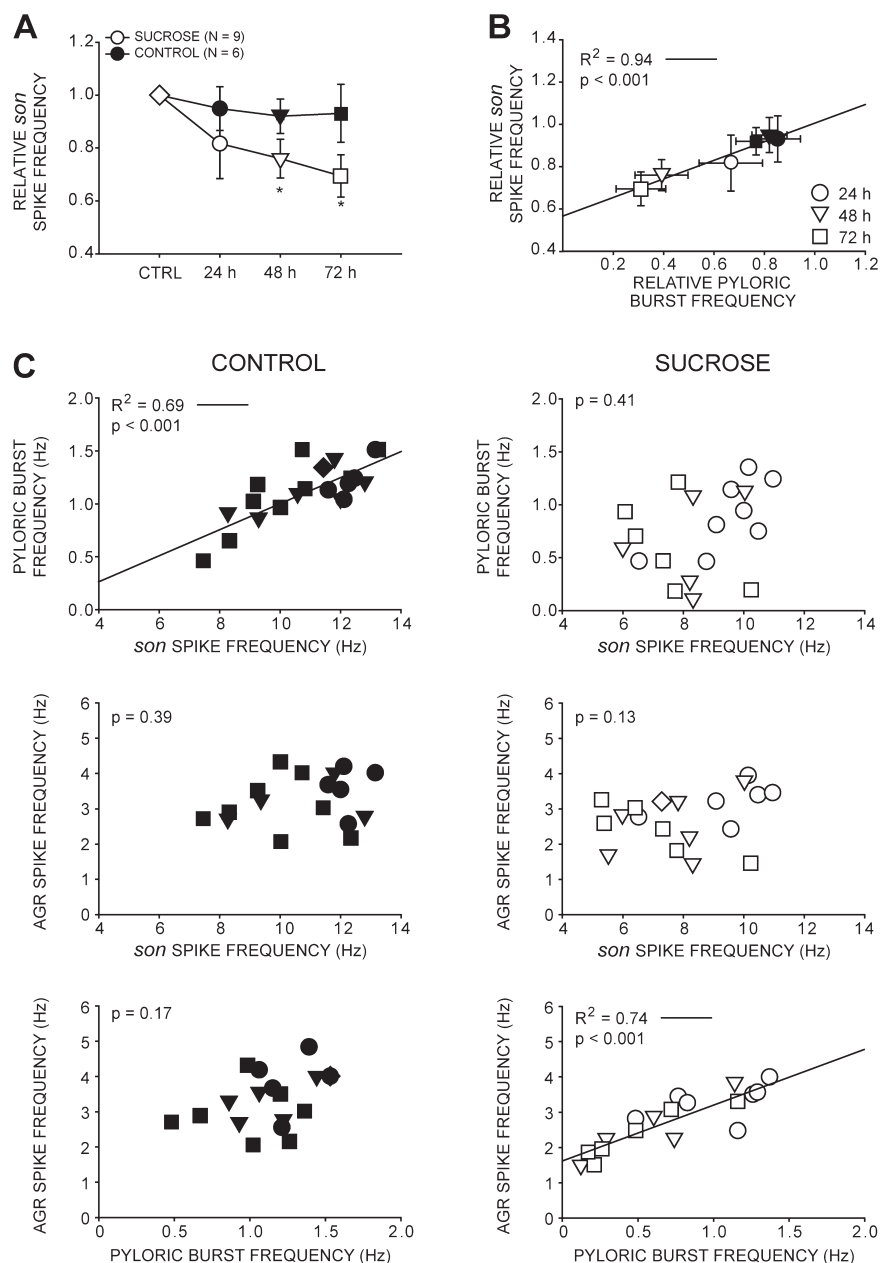 A
SUCROSE (N = 9)
CONTROL (N = 6)
RELATIVE son
SPIKE FREQUENCY
1.2
1.0
0.8
0.6
0.4
*
*
CTRL 24 h 48 h 72 h
B
R2 = 0.94
p < 0.001
RELATIVE son
SPIKE FREQUENCY
1.4
1.2
1.0
0.8
0.6
0.4
24 h
48 h
72 h
0.2 0.4 0.6 0.8 1.0 1.2
RELATIVE PYLORIC
BURST FREQUENCY
C
CONTROL
R2 = 0.69
p < 0.001
PYLORIC BURST
FREQUENCY (Hz)
2.0
1.5
1.0
0.5
0.0
4 6 8 10 12 14
son SPIKE FREQUENCY (Hz)
SUCROSE
p = 0.41
PYLORIC BURST
FREQUENCY (Hz)
2.0
1.5
1.0
0.5
0.0
4 6 8 10 12 14
son SPIKE FREQUENCY (Hz)
p = 0.39
AGR SPIKE FREQUENCY (Hz)
6
5
4
3
2
1
0
4 6 8 10 12 14
son SPIKE FREQUENCY (Hz)
p = 0.13
AGR SPIKE FREQUENCY (Hz)
6
5
4
3
2
1
0
4 6 8 10 12 14
son SPIKE FREQUENCY (Hz)
p = 0.17
AGR SPIKE FREQUENCY (Hz)
6
5
4
3
2
1
0
0 0.5 1.0 1.5 2.0
PYLORIC BURST FREQUENCY (Hz)
R2 = 0.74
p < 0.001
AGR SPIKE FREQUENCY (Hz)
6
5
4
3
2
1
0
0 0.5 1.0 1.5 2.0
PYLORIC BURST FREQUENCY (Hz)